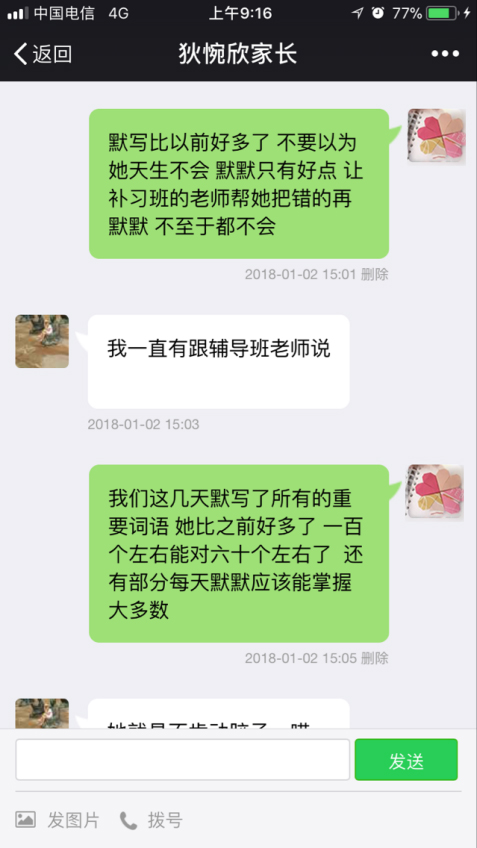 中国电信 4G 上午9:16 77%
返回 狄惋欣家长
默写比以前好多了 不要以为
她天生不会 默默只有好点 让
补习班的老师帮她把错的再
默默 不至于都不会
2018-01-02 15:01 删除
我一直有跟辅导班老师说
2018-01-02 15:03
我们这几天默写了所有的重
要词语 她比之前好多了 一百
个左右能对六十个左右了 还
有部分每天默默应该能掌握
大多数
2018-01-02 15:05 删除
发送
发图片 拨号